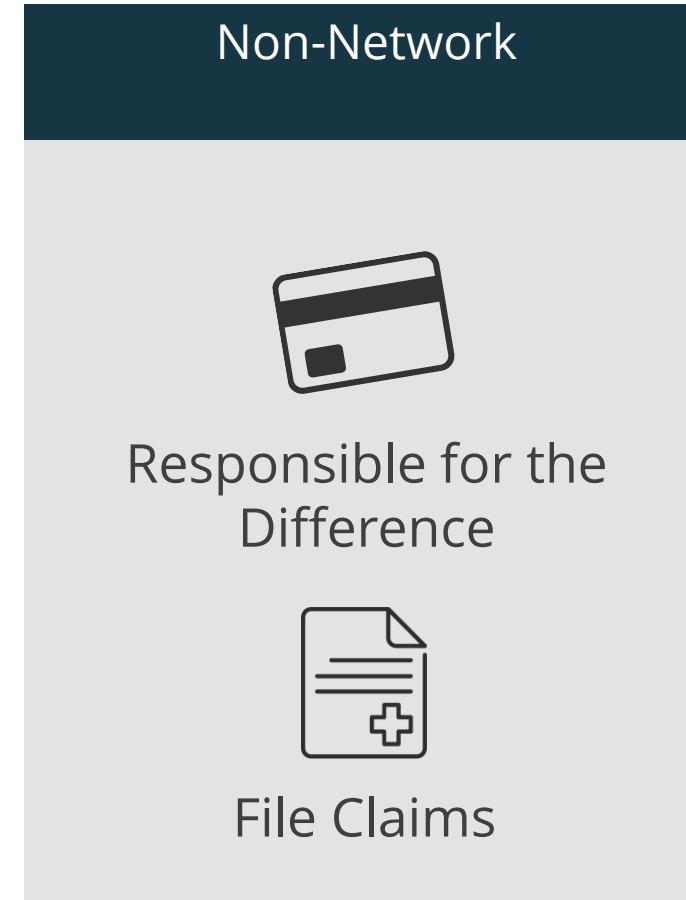 Non-Network
Responsible for the
Difference
File Claims